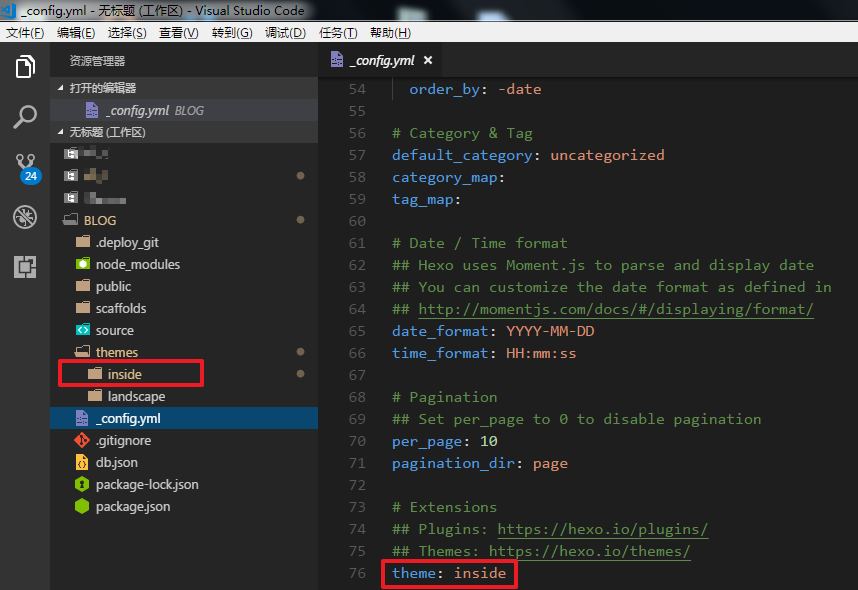 _config.yml - 无标题 (工作区) - Visual Studio Code
文件(F) 编辑(E) 选择(S) 查看(V) 转到(G) 调试(D) 任务(T) 帮助(H)
资源管理器
打开的编辑器
_config.yml BLOG
无标题 (工作区)
24
BLOG
.deploy_git
node_modules
public
scaffolds
source
themes
inside
landscape
_config.yml
.gitignore
db.json
package-lock.json
package.json
_config.yml ×
54 order_by: -date
55
56 # Category & Tag
57 default_category: uncategorized
58 category_map:
59 tag_map:
60
61 # Date / Time format
62 ## Hexo uses Moment.js to parse and display date
63 ## You can customize the date format as defined in
64 ## http://momentjs.com/docs/#/displaying/format/
65 date_format: YYYY-MM-DD
66 time_format: HH:mm:ss
67
68 # Pagination
69 ## Set per_page to 0 to disable pagination
70 per_page: 10
71 pagination_dir: page
72
73 # Extensions
74 ## Plugins: https://hexo.io/plugins/
75 ## Themes: https://hexo.io/themes/
76 theme: inside